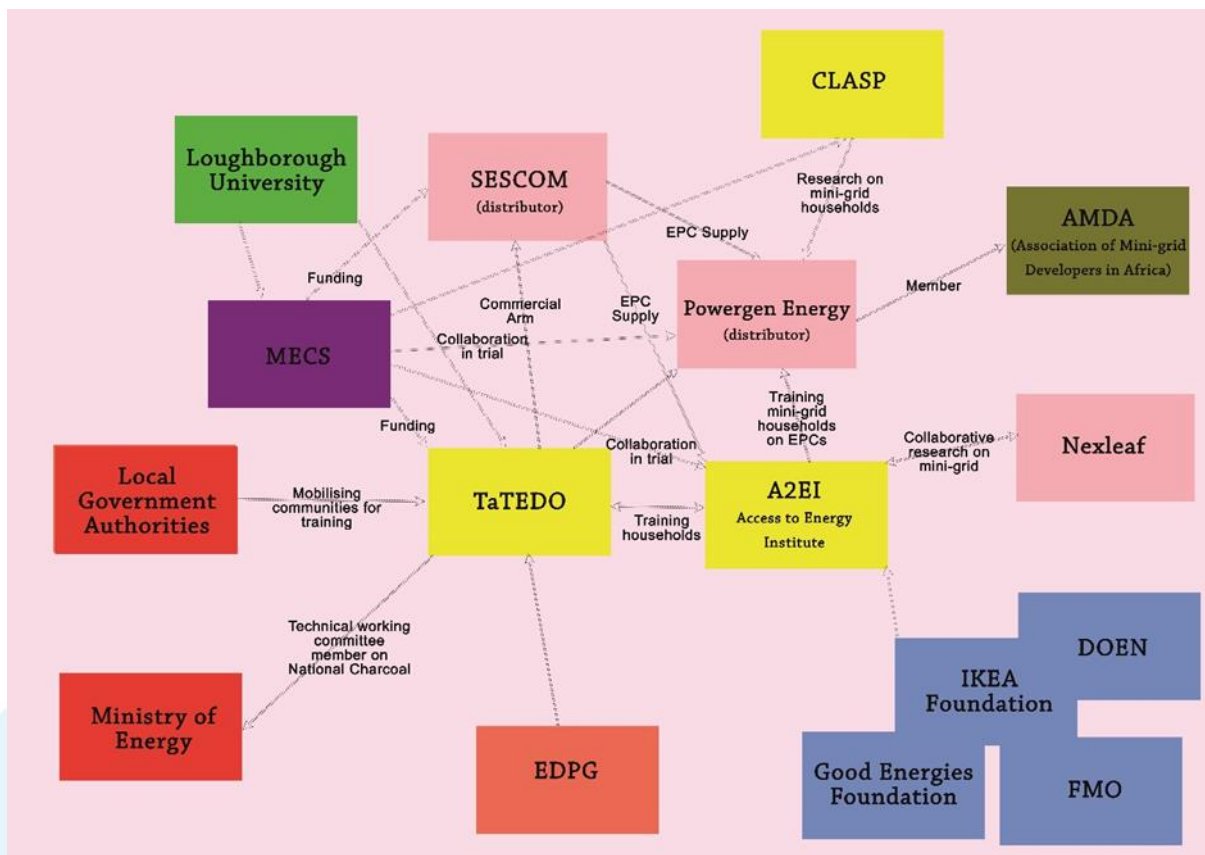 CLASP
Loughborough
University
SESCOM
(distributor)
Research on
mini-grid
households
AMDA
(Association of Mini-grid
Developers in Africa)
EPC Supply
Funding
Member
MECS
Commercial
Arm
EPC
Supply
Powergen Energy
(distributor)
Collaboration
in trial
Training
mini-grid
households
on EPCs
Funding
Collaboration
in trial
Collaborative
research on
mini-grid
Nexleaf
Local
Government
Authorities
Mobilising
communities for
training
TaTEDO
Training
households
A2EI
Access to Energy
Institute
Technical working
committee
member on
National Charcoal
DOEN
IKEA
Foundation
Ministry of
Energy
EDPG
Good Energies
Foundation
FMO